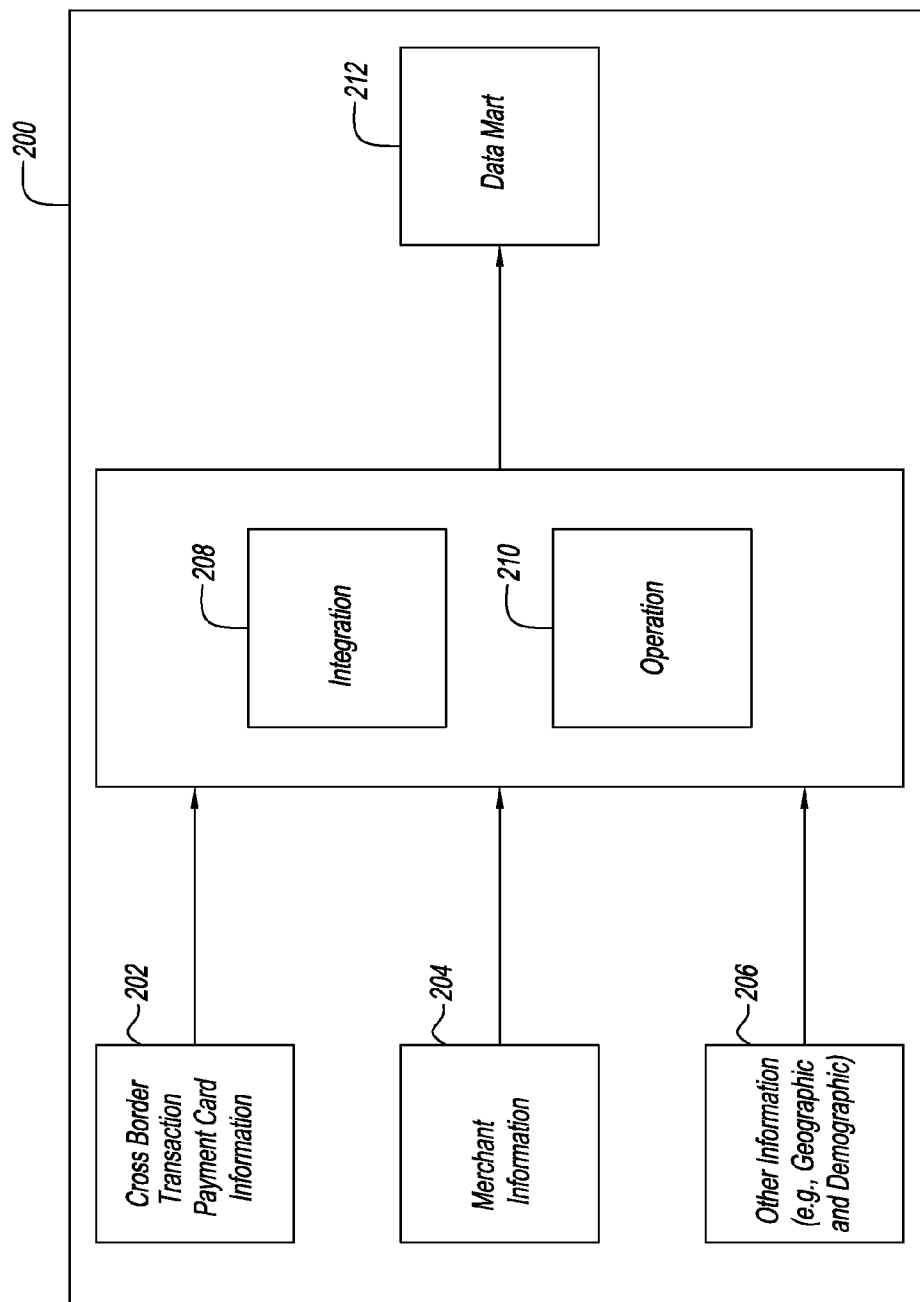 200
202
Cross Border
Transaction
Payment Card
Information
204
Merchant
Information
206
Other Information
(e.g., Geographic
and Demographic)
208
Integration
210
Operation
212
Data Mart